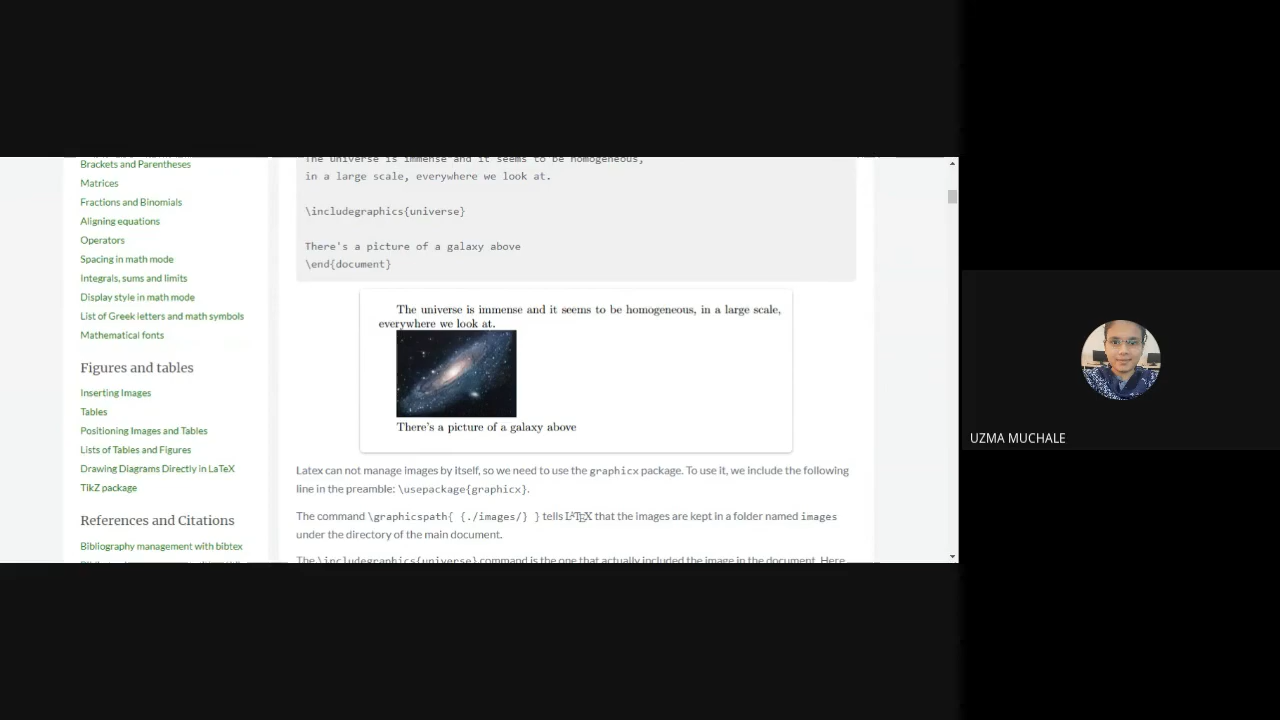 Brackets and Parentheses
Matrices
Fractions and Binomials
Aligning equations
Operators
Spacing in math mode
Integrals, sums and limits
Display style in math mode
List of Greek letters and math symbols
Mathematical fonts
Figures and tables
Inserting Images
Tables
Positioning Images and Tables
Lists of Tables and Figures
Drawing Diagrams Directly in LaTeX
TikZ package
References and Citations
Bibliography management with bibtex
The universe is immense and it seems to be homogeneous,
in a large scale, everywhere we look at.
\includegraphics{universe}
There's a picture of a galaxy above
\end{document}
The universe is immense and it seems to be homogeneous, in a large scale,
everywhere we look at.
There's a picture of a galaxy above
Latex can not manage images by itself, so we need to use the graphicx package. To use it, we include the following
line in the preamble: \usepackage{graphicx}.
The command \graphicspath{ {./images/} } tells LATEX that the images are kept in a folder named images
under the directory of the main document.
The \includegraphics{universe} command is the one that actually included the image in the document. Here
UZMA MUCHALE